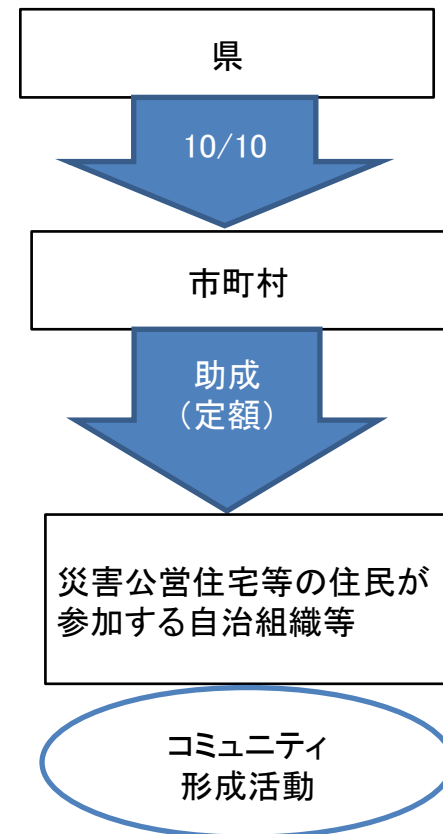 県
10/10
市町村
助成
（定額）
災害公営住宅等の住民が
参加する自治組織等
コミュニティ
形成活動